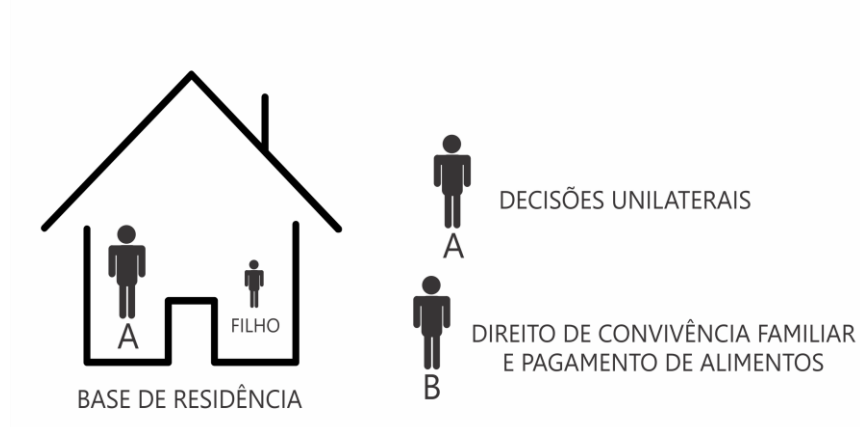 A
FILHO
BASE DE RESIDÊNCIA
A
DECISÕES UNILATERAIS
B
DIREITO DE CONVIVÊNCIA FAMILIAR
E PAGAMENTO DE ALIMENTOS